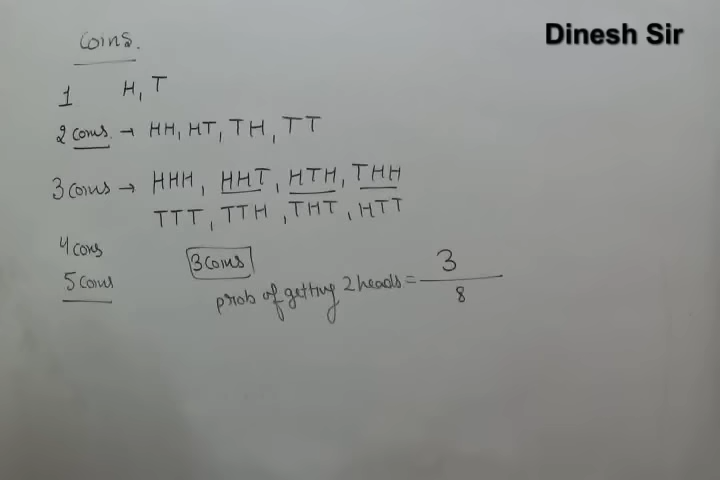 Dinesh Sir
Coins.
1 H, T
2 coins. → HH, HT, TH, TT
3 coins → HHH, HHT, HTH, THH
TTT, TTH, THT, HTT
4 coins
5 coins
3 coins
prob of getting 2 heads = 3
8